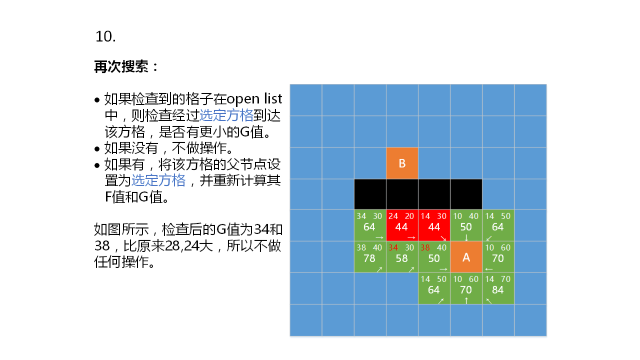 10.
再次搜索：
• 如果检查到的格子在open list
中，则检查经过选定方格到达
该方格，是否有更小的G值。
• 如果没有，不做操作。
• 如果有，将该方格的父节点设
置为选定方格，并重新计算其
F值和G值。
如图所示，检查后的G值为34和
38，比原来28,24大，所以不做
任何操作。
B
34 30 24 20 14 30 10 40 14 50
64 44 44 50 64
→ → ↘ ↓ ↙
38 40 34 30 38 40 A 10 60
78 58 50 70
↗ ↗ → ←
14 50 10 60 14 70
64 70 84
↗ ↑ ↖